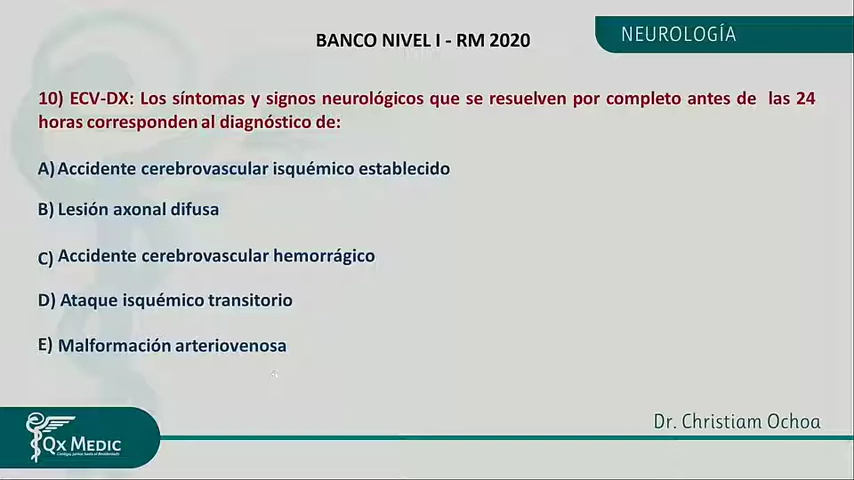 BANCO NIVEL I - RM 2020
NEUROLOGÍA
10) ECV-DX: Los síntomas y signos neurológicos que se resuelven por completo antes de las 24
horas corresponden al diagnóstico de:
A) Accidente cerebrovascular isquémico establecido
B) Lesión axonal difusa
C) Accidente cerebrovascular hemorrágico
D) Ataque isquémico transitorio
E) Malformación arteriovenosa
Dr. Christiam Ochoa
QX MEDIC